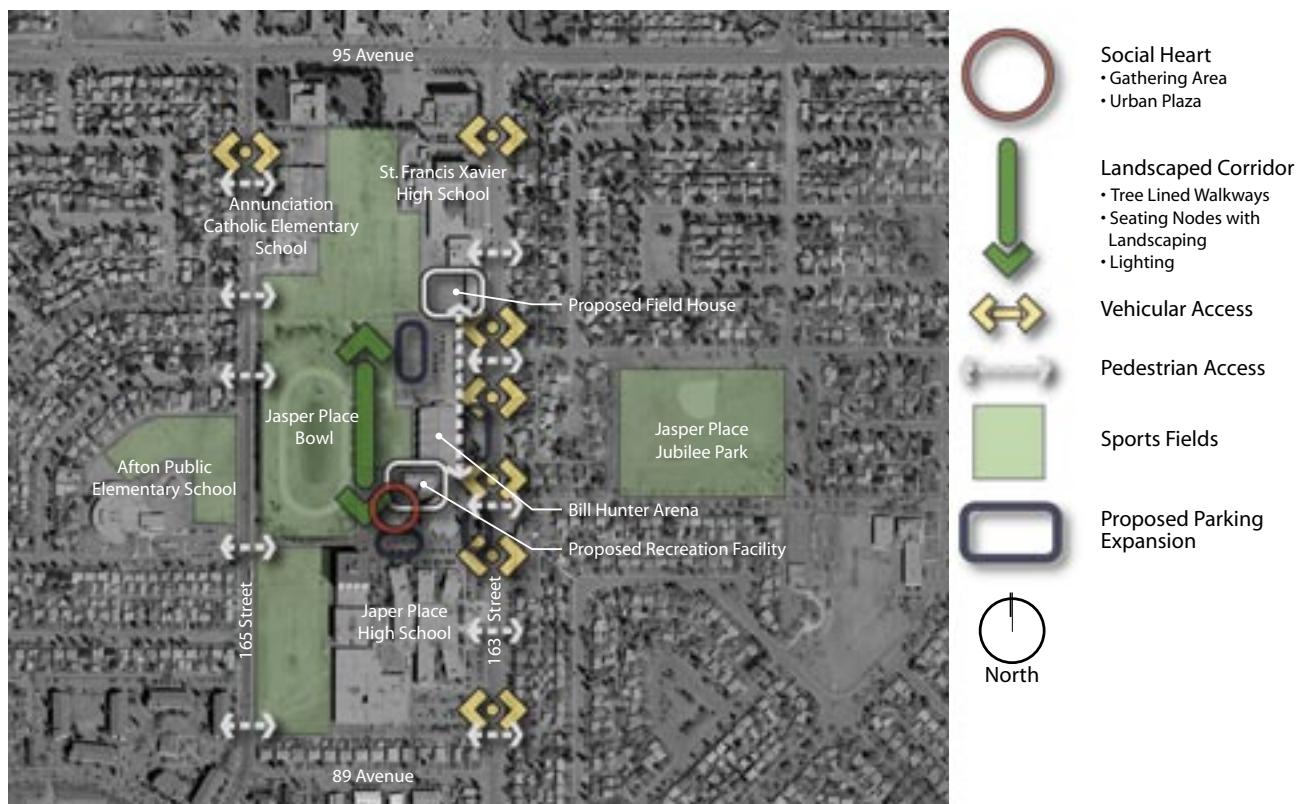 95 Avenue
St. Francis Xavier
High School
Annunciation
Catholic Elementary
School
Proposed Field House
Jasper Place
Bowl
Jasper Place
Jubilee Park
Afton Public
Elementary School
Bill Hunter Arena
Proposed Recreation Facility
Japer Place
High School
165 Street
163 Street
89 Avenue
Social Heart
• Gathering Area
• Urban Plaza
Landscaped Corridor
• Tree Lined Walkways
• Seating Nodes with
Landscaping
• Lighting
Vehicular Access
Pedestrian Access
Sports Fields
Proposed Parking
Expansion
North